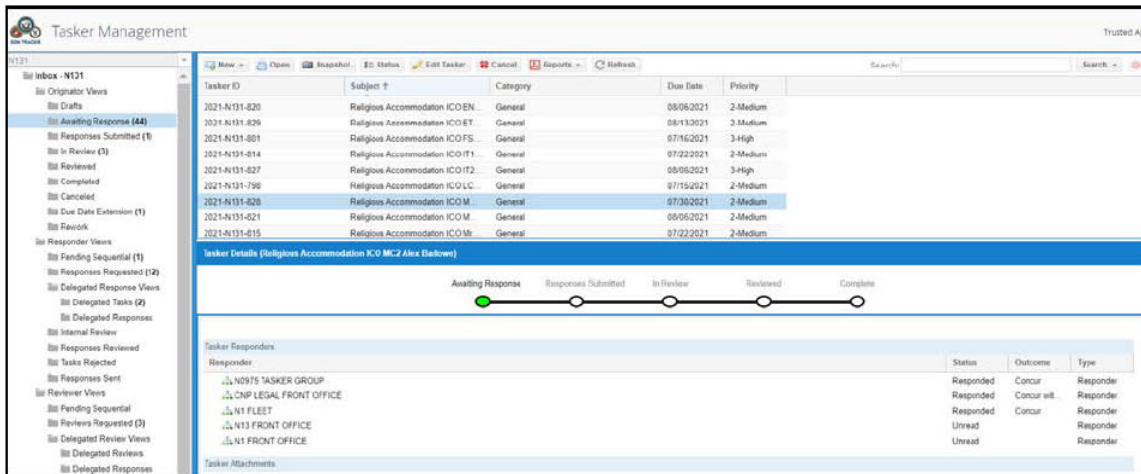 DON TRACKER
Tasker Management
Trusted A
N131
Inbox - N131
Originator Views
Drafts
Awaiting Response (44)
Responses Submitted (1)
In Review (3)
Reviewed
Completed
Canceled
Due Date Extension (1)
Rework
Responder Views
Pending Sequential (1)
Responses Requested (12)
Delegated Response Views
Delegated Tasks (2)
Delegated Responses
Internal Review
Responses Reviewed
Tasks Rejected
Responses Sent
Reviewer Views
Pending Sequential
Reviews Requested (3)
Delegated Review Views
Delegated Reviews
Delegated Responses
New Open Snapshot Status Edit Tasker Cancel Reports Refresh Search: Search
Tasker ID Subject ↑ Category Due Date Priority
2021-N131-820 Religious Accommodation ICO EN... General 08/06/2021 2-Medium
2021-N131-829 Religious Accommodation ICO ET... General 08/13/2021 2-Medium
2021-N131-801 Religious Accommodation ICO FS... General 07/16/2021 3-High
2021-N131-814 Religious Accommodation ICO IT1... General 07/22/2021 2-Medium
2021-N131-827 Religious Accommodation ICO IT2... General 08/06/2021 3-High
2021-N131-798 Religious Accommodation ICO LC... General 07/15/2021 2-Medium
2021-N131-828 Religious Accommodation ICO M... General 07/30/2021 2-Medium
2021-N131-821 Religious Accommodation ICO M... General 08/06/2021 2-Medium
2021-N131-815 Religious Accommodation ICO Mr... General 07/22/2021 2-Medium
Tasker Details (Religious Accommodation ICO MC2 Alex Barlowe)
Awaiting Response Responses Submitted In Review Reviewed Complete
Tasker Responders
Responder Status Outcome Type
N0975 TASKER GROUP Responded Concur Responder
CNP LEGAL FRONT OFFICE Responded Concur wit... Responder
N1 FLEET Responded Concur Responder
N13 FRONT OFFICE Unread Responder
N1 FRONT OFFICE Unread Responder
Tasker Attachments